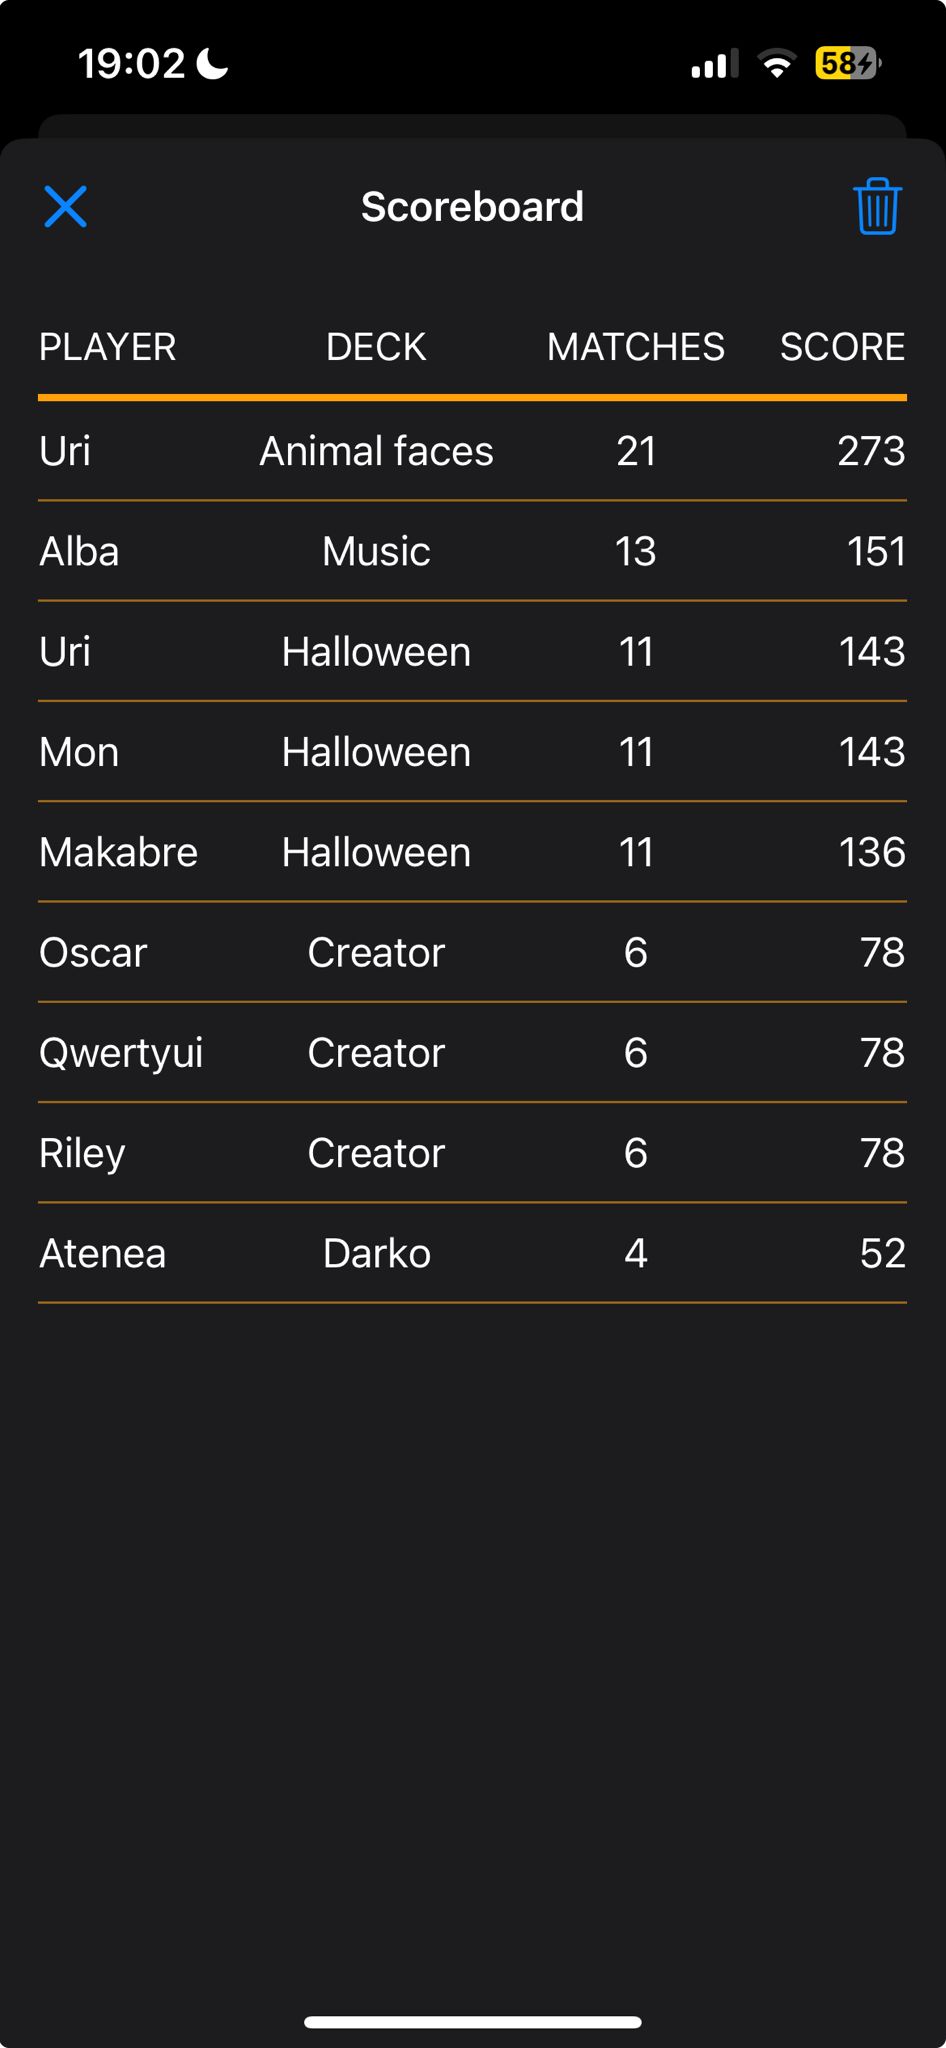 19:02 58
Scoreboard
PLAYER DECK MATCHES SCORE
Uri Animal faces 21 273
Alba Music 13 151
Uri Halloween 11 143
Mon Halloween 11 143
Makabre Halloween 11 136
Oscar Creator 6 78
Qwertyui Creator 6 78
Riley Creator 6 78
Atenea Darko 4 52